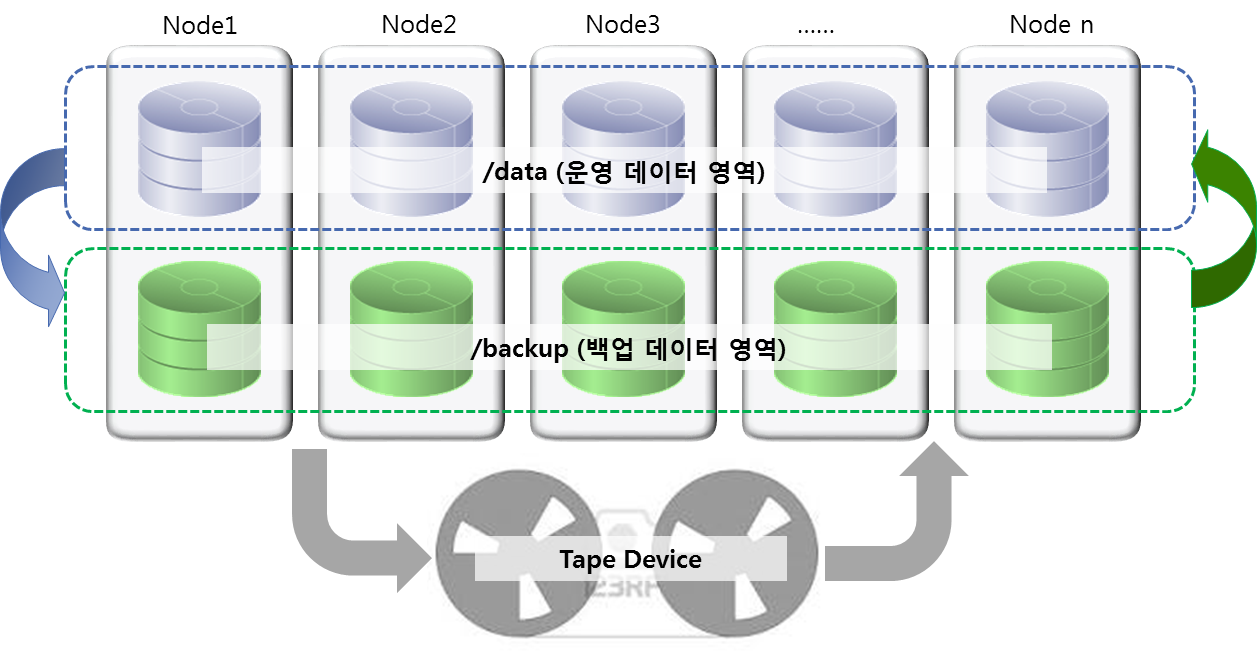 Node1
Node2
Node3
......
Node n
/data (운영 데이터 영역)
/backup (백업 데이터 영역)
Tape Device
123RF